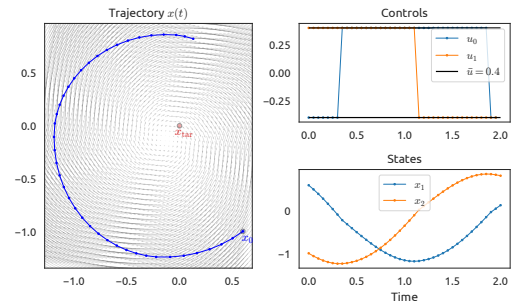 Trajectory x(t)
0.5
0.0
−0.5
−1.0
−1.0
−0.5
0.0
0.5
x_tar
x_0
Controls
0.25
0.00
−0.25
0.0
0.5
1.0
1.5
2.0
u_0
u_1
ū = 0.4
States
0
−1
0.0
0.5
1.0
1.5
2.0
x_1
x_2
Time